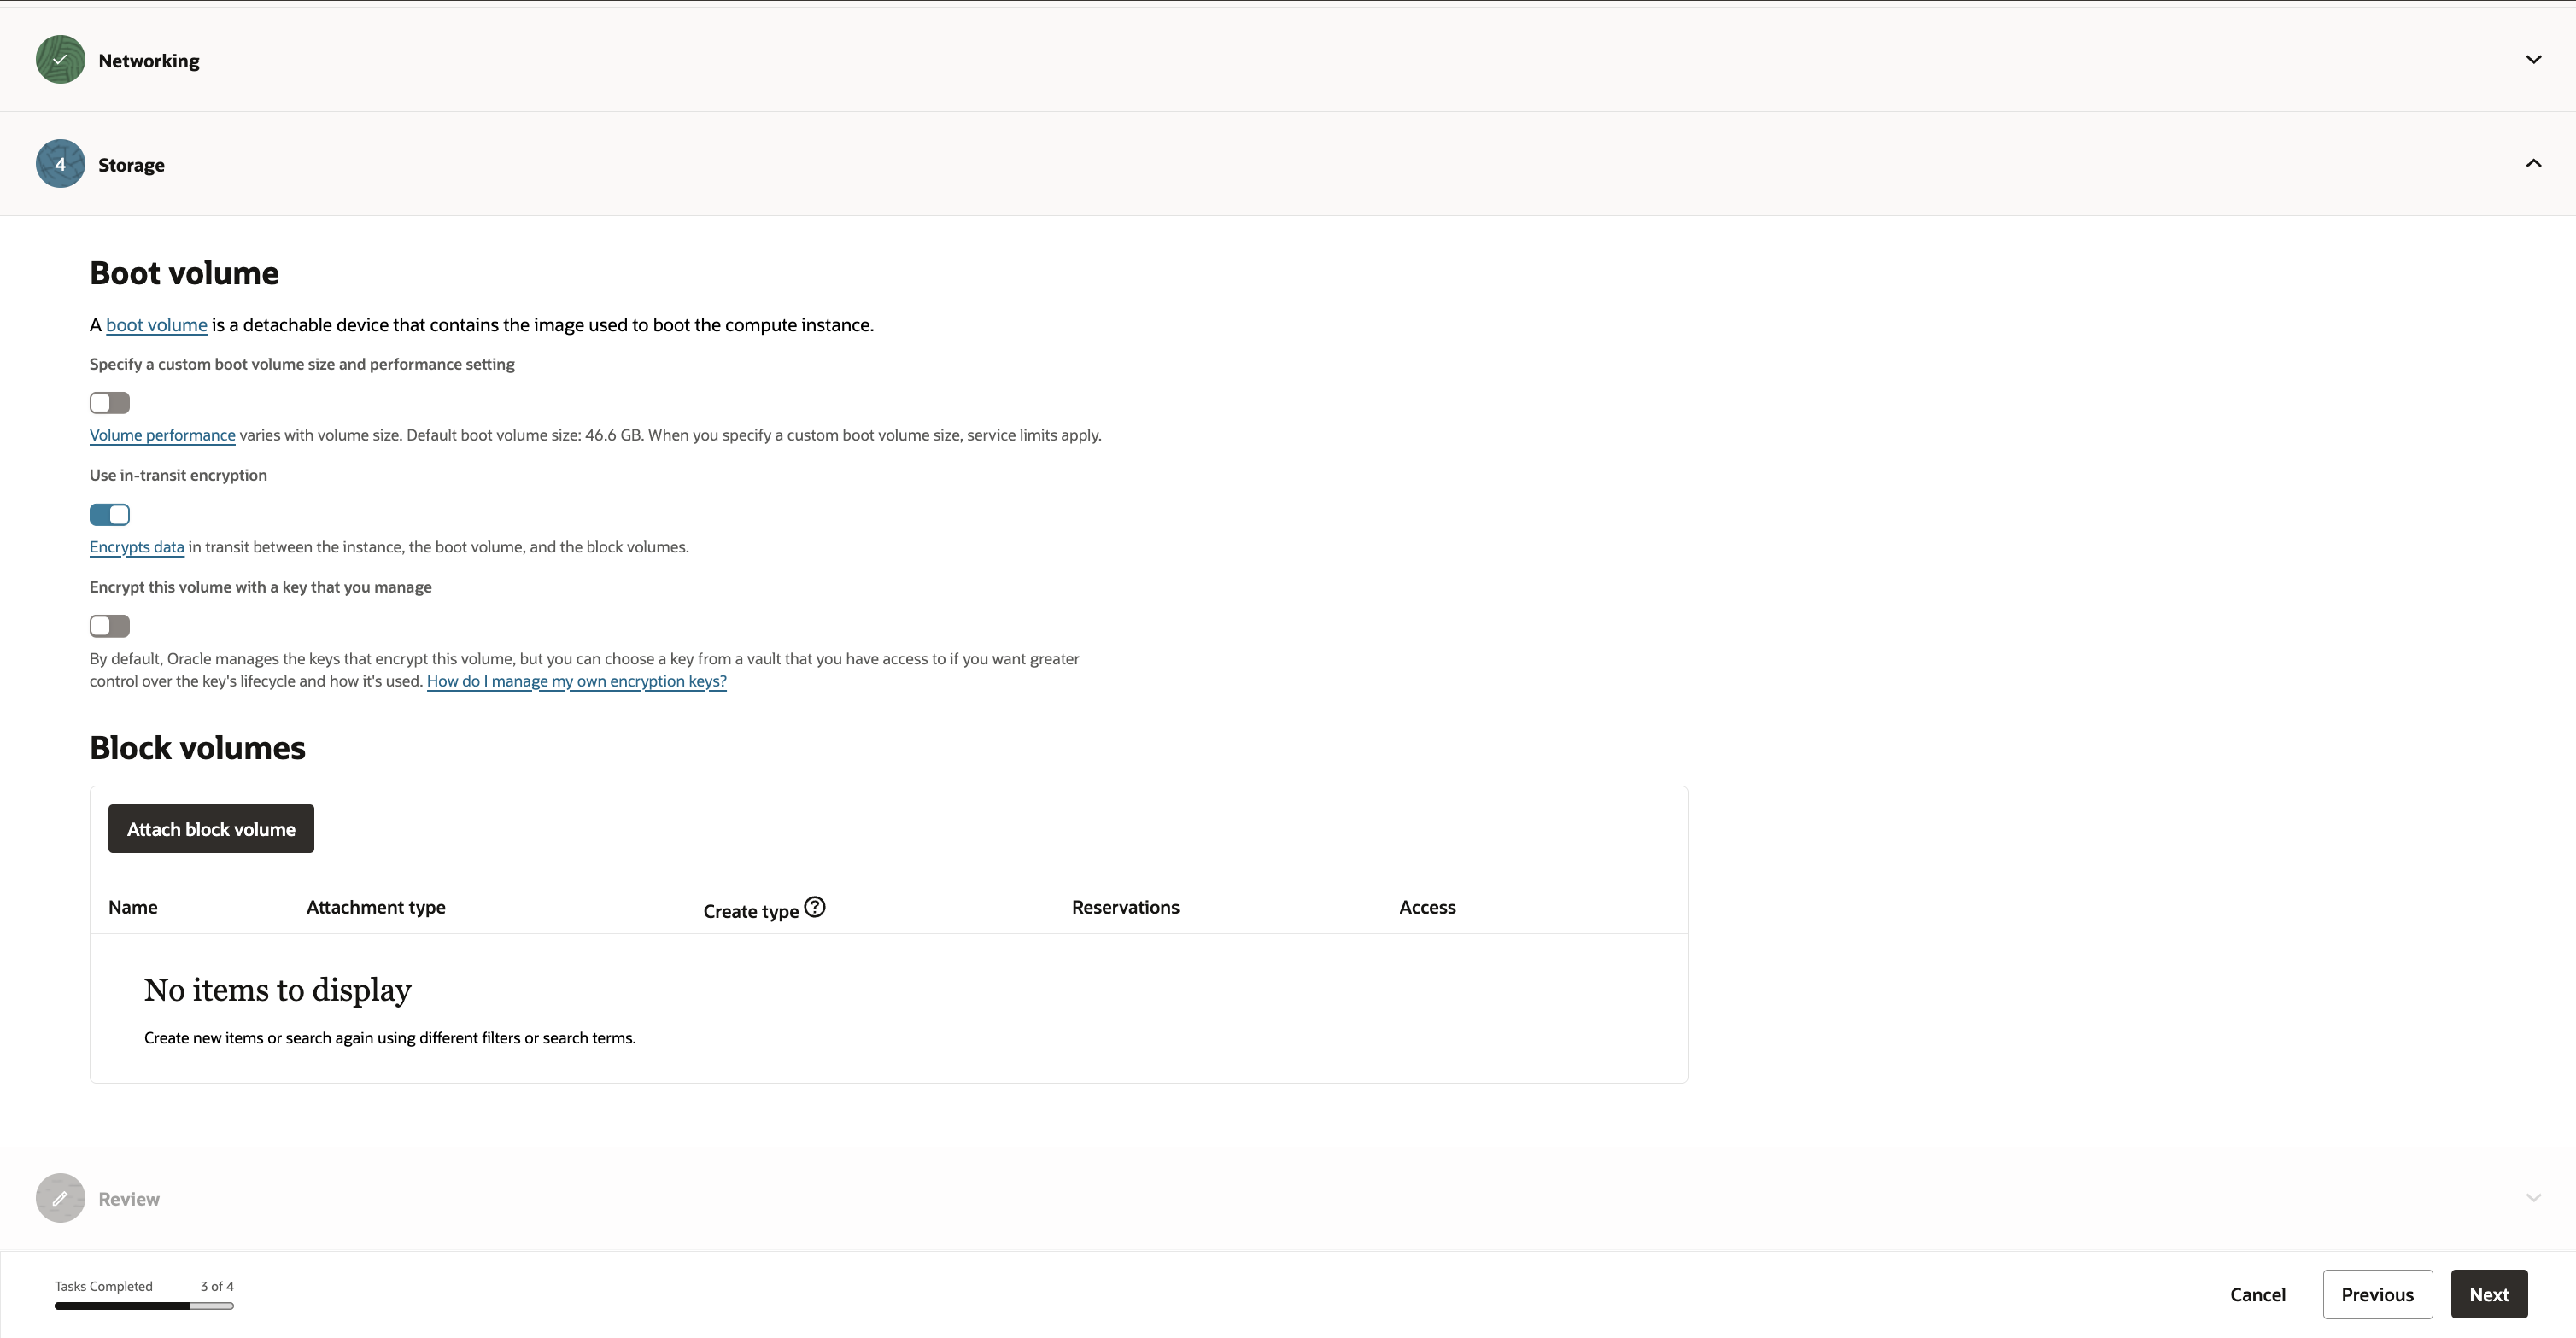 Networking
4
Storage
Boot volume
A boot volume is a detachable device that contains the image used to boot the compute instance.
Specify a custom boot volume size and performance setting
Volume performance varies with volume size. Default boot volume size: 46.6 GB. When you specify a custom boot volume size, service limits apply.
Use in-transit encryption
Encrypts data in transit between the instance, the boot volume, and the block volumes.
Encrypt this volume with a key that you manage
By default, Oracle manages the keys that encrypt this volume, but you can choose a key from a vault that you have access to if you want greater
control over the key's lifecycle and how it's used. How do I manage my own encryption keys?
Block volumes
Attach block volume
Name Attachment type Create type Reservations Access
No items to display
Create new items or search again using different filters or search terms.
Review
Tasks Completed 3 of 4
Cancel Previous Next